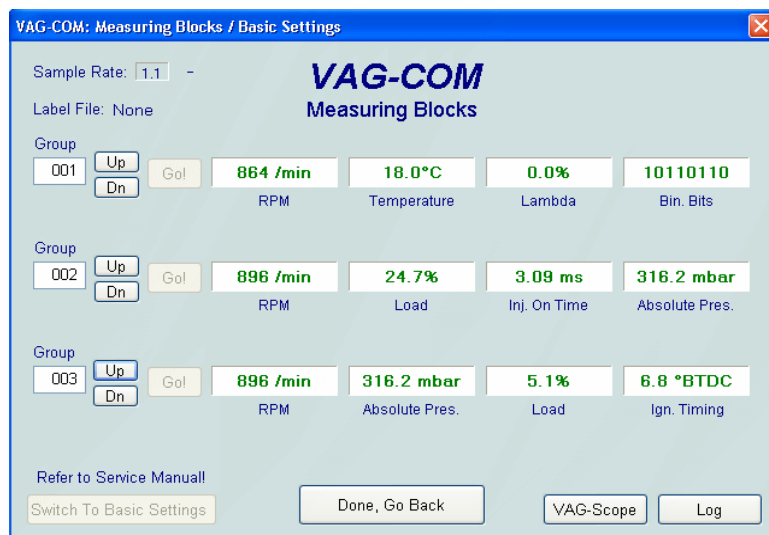 VAG-COM: Measuring Blocks / Basic Settings
Sample Rate: 1.1 -
VAG-COM
Label File: None
Measuring Blocks
Group
001 Up Dn Go! 864 /min 18.0°C 0.0% 10110110
RPM Temperature Lambda Bin. Bits
Group
002 Up Dn Go! 896 /min 24.7% 3.09 ms 316.2 mbar
RPM Load Inj. On Time Absolute Pres.
Group
003 Up Dn Go! 896 /min 316.2 mbar 5.1% 6.8 °BTDC
RPM Absolute Pres. Load Ign. Timing
Refer to Service Manual!
Switch To Basic Settings Done, Go Back VAG-Scope Log